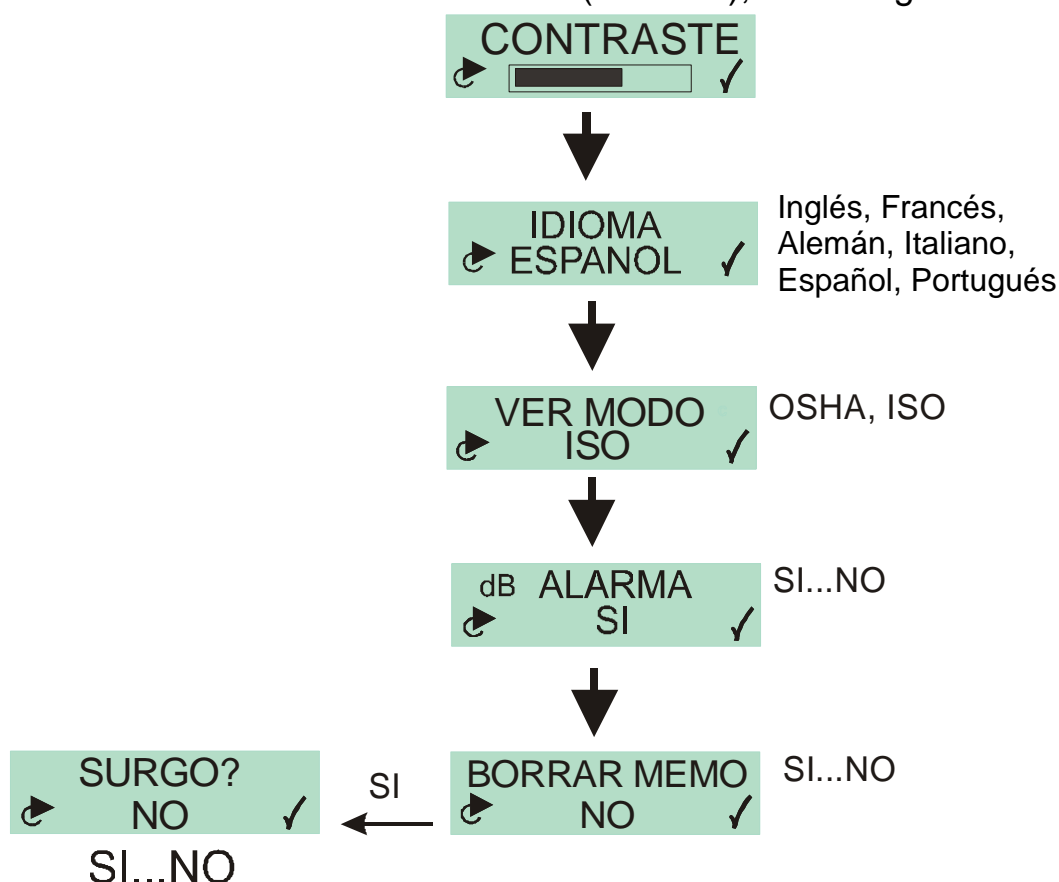 CONTRASTE
IDIOMA
ESPANOL
Inglés, Francés,
Alemán, Italiano,
Español, Portugués
VER MODO
ISO
OSHA, ISO
dB ALARMA
SI
SI...NO
BORRAR MEMO
NO
SI...NO
SI
SURGO?
NO
SI...NO